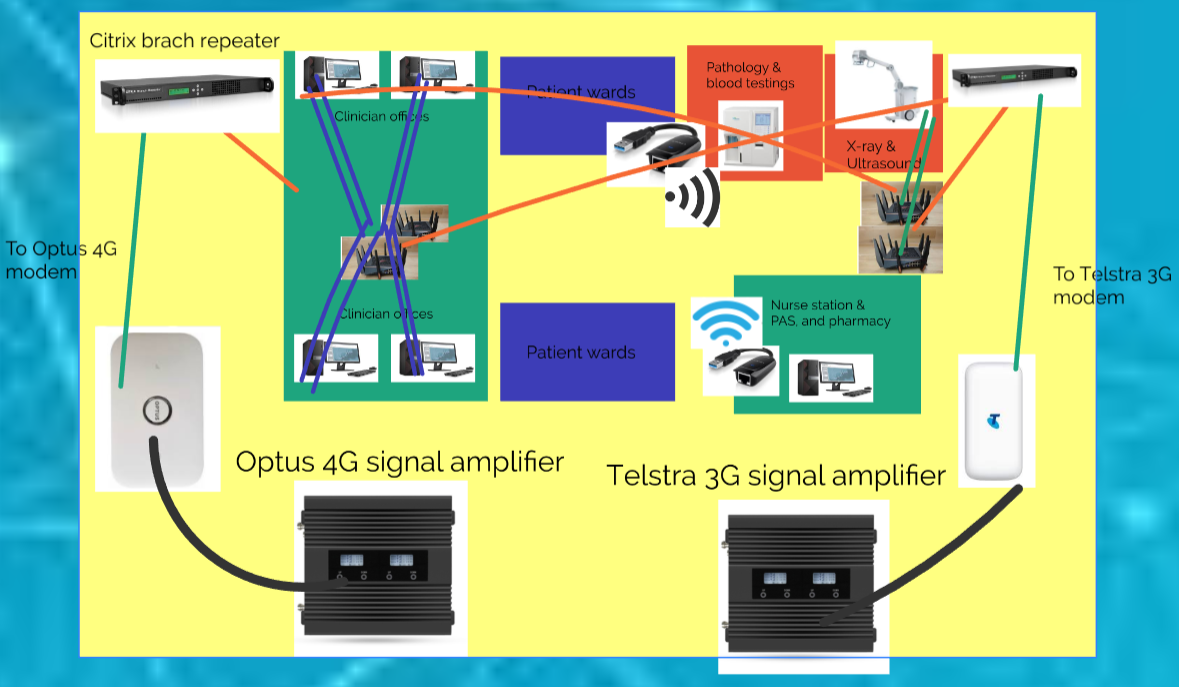 Citrix brach repeater
Clinician offices
Patient wards
Pathology &
blood testings
X-ray &
Ultrasound
To Optus 4G
modem
Clinician offices
Patient wards
Nurse station &
PAS, and pharmacy
To Telstra 3G
modem
OPTUS
Optus 4G signal amplifier
Telstra 3G signal amplifier